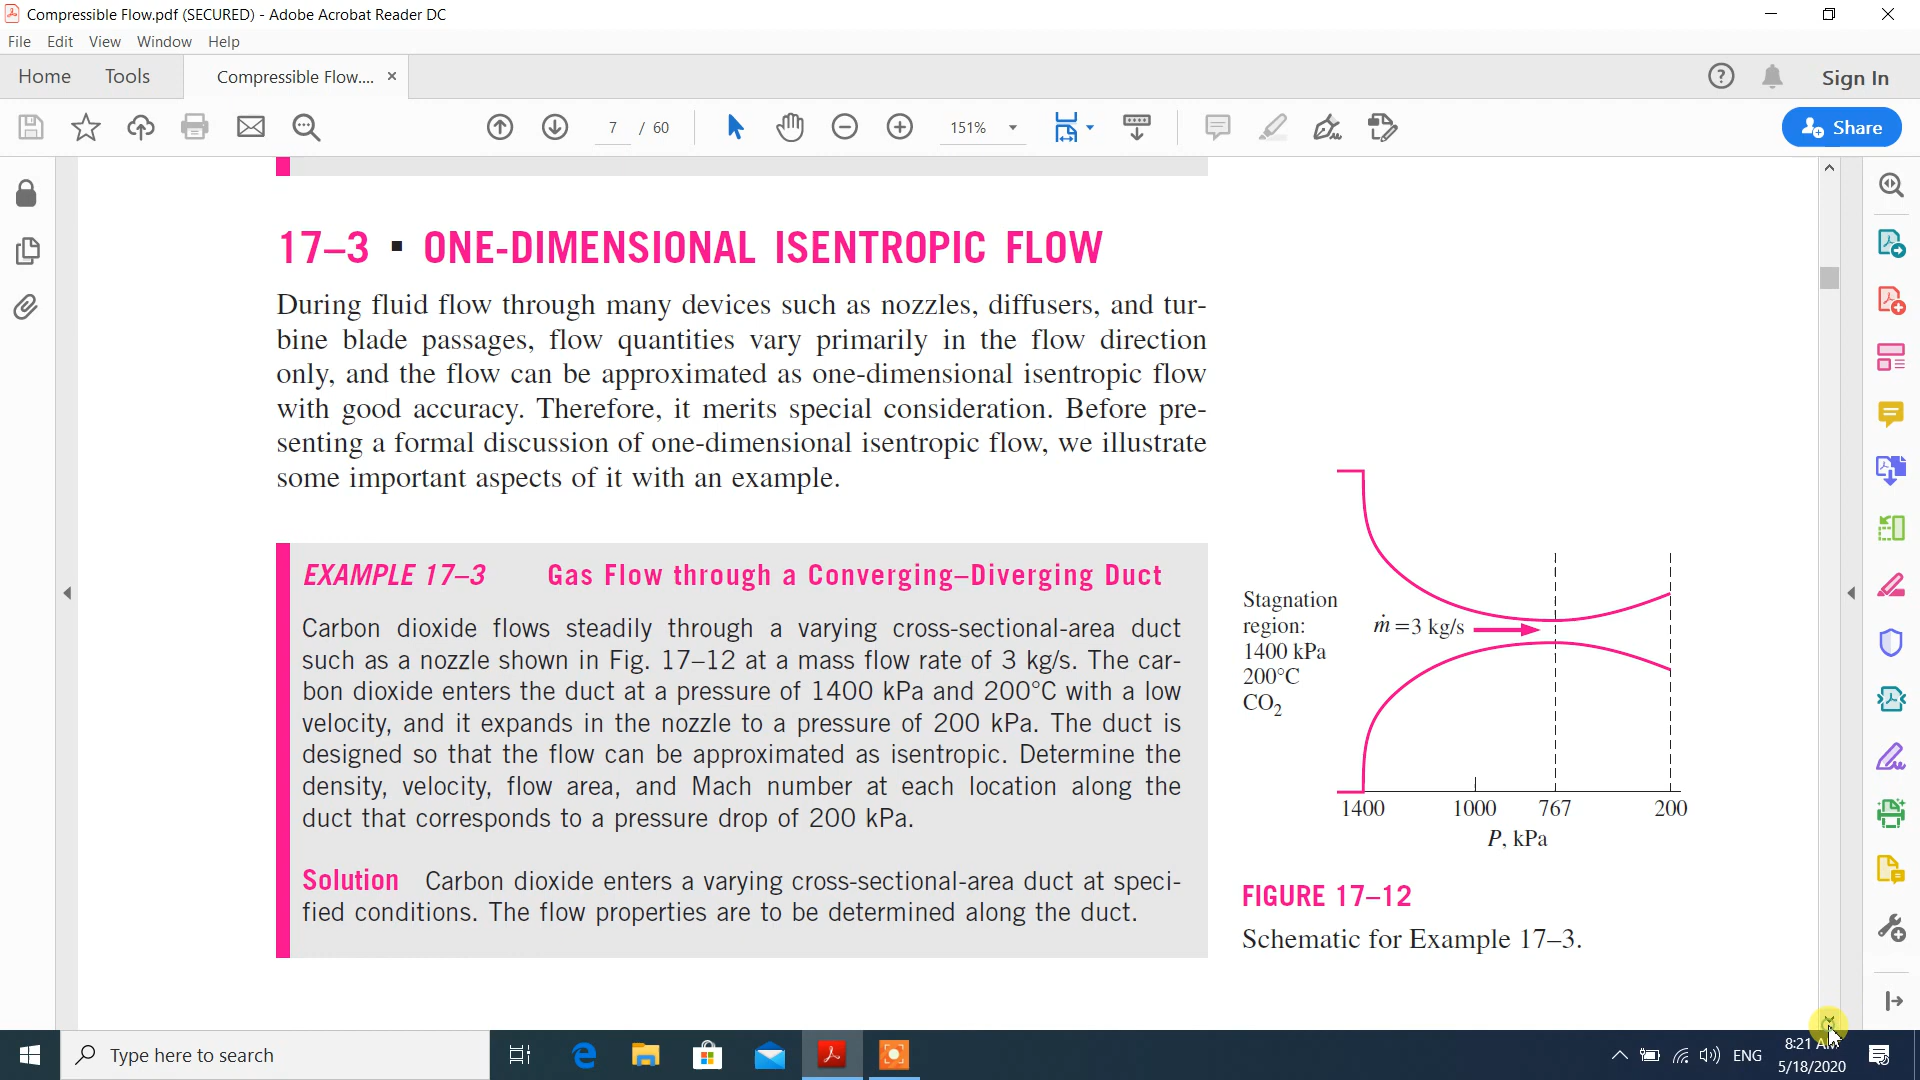 Compressible Flow.pdf (SECURED) - Adobe Acrobat Reader DC
File Edit View Window Help
Home Tools Compressible Flow.... × Sign In
7 / 60 151% Share
17–3 ▪ ONE-DIMENSIONAL ISENTROPIC FLOW
During fluid flow through many devices such as nozzles, diffusers, and tur-
bine blade passages, flow quantities vary primarily in the flow direction
only, and the flow can be approximated as one-dimensional isentropic flow
with good accuracy. Therefore, it merits special consideration. Before pre-
senting a formal discussion of one-dimensional isentropic flow, we illustrate
some important aspects of it with an example.
EXAMPLE 17–3 Gas Flow through a Converging–Diverging Duct
Carbon dioxide flows steadily through a varying cross-sectional-area duct
such as a nozzle shown in Fig. 17–12 at a mass flow rate of 3 kg/s. The car-
bon dioxide enters the duct at a pressure of 1400 kPa and 200°C with a low
velocity, and it expands in the nozzle to a pressure of 200 kPa. The duct is
designed so that the flow can be approximated as isentropic. Determine the
density, velocity, flow area, and Mach number at each location along the
duct that corresponds to a pressure drop of 200 kPa.
Solution Carbon dioxide enters a varying cross-sectional-area duct at speci-
fied conditions. The flow properties are to be determined along the duct.
Stagnation
region:
1400 kPa
200°C
CO₂
ṁ = 3 kg/s
1400 1000 767 200
P, kPa
FIGURE 17–12
Schematic for Example 17–3.
Type here to search
ENG
8:21 AM
5/18/2020